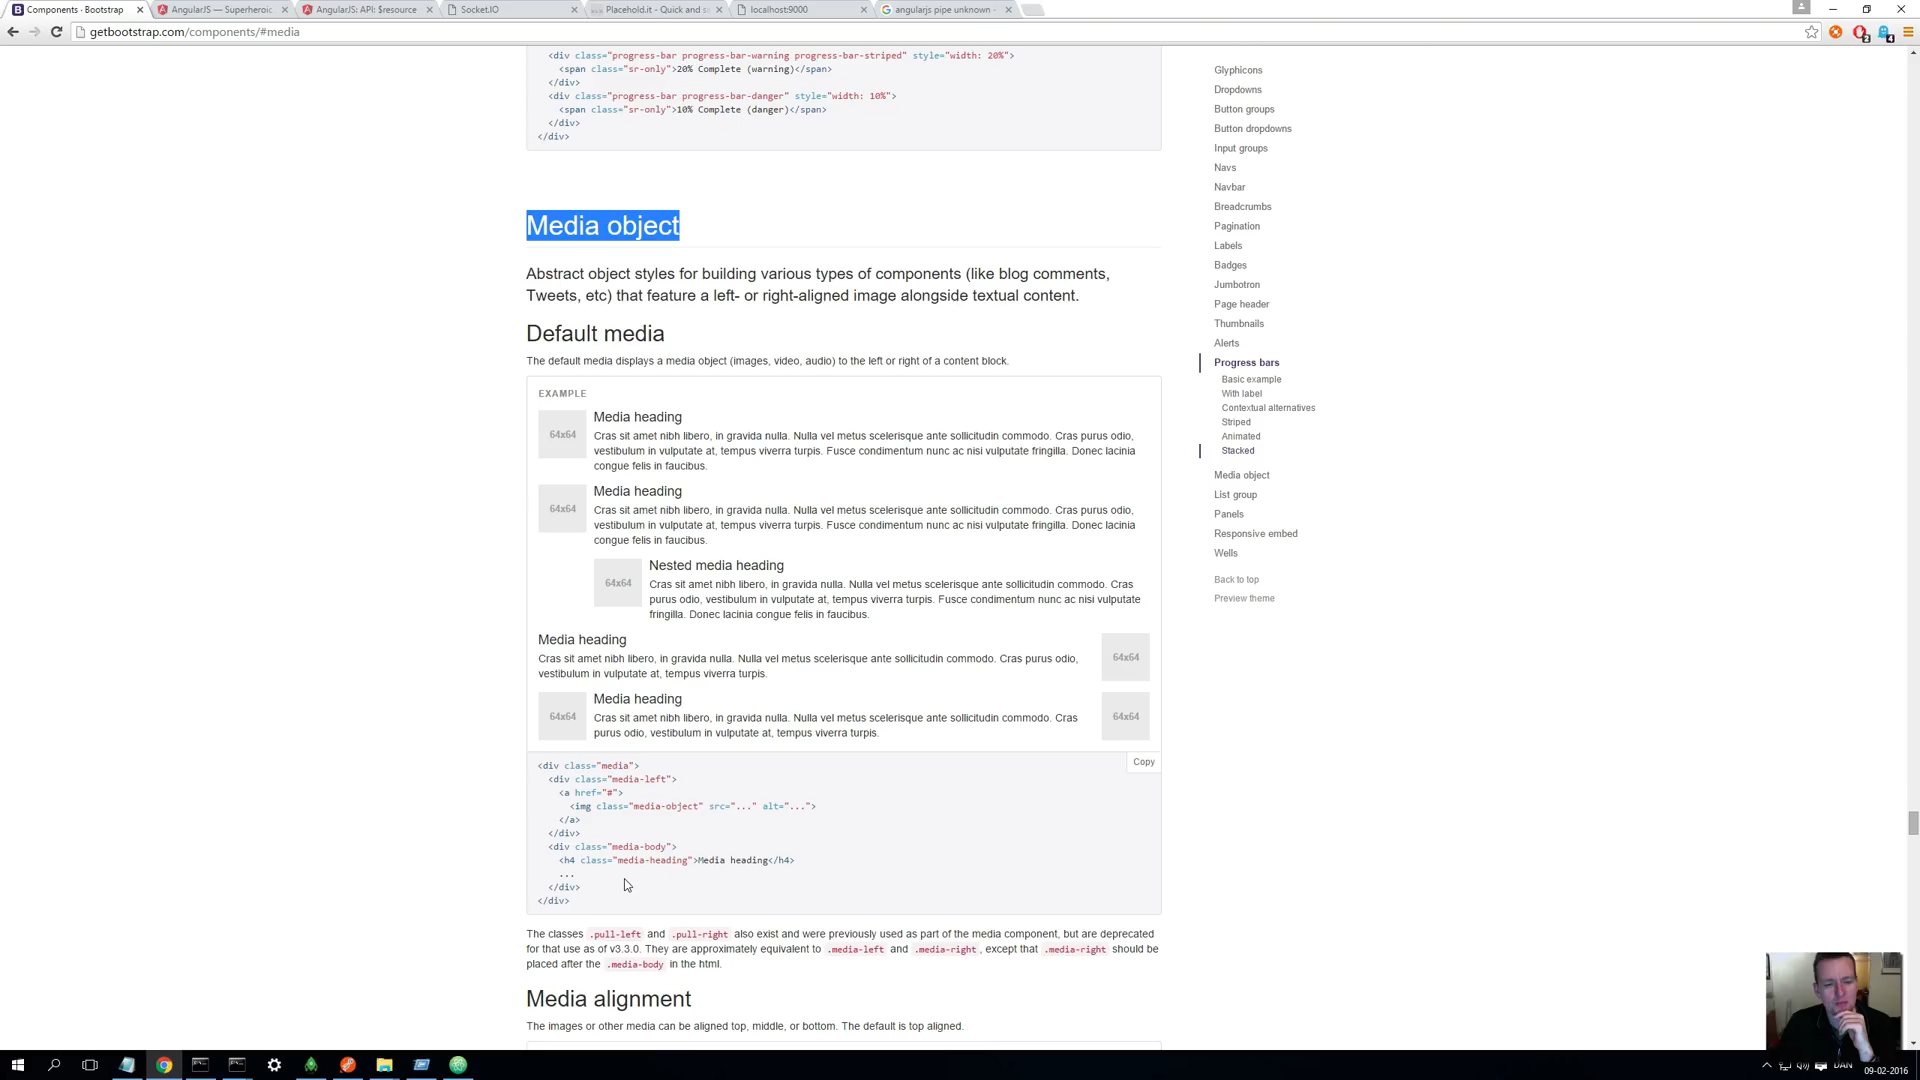 Components · Bootstrap
AngularJS — Superheroic
AngularJS: API: $resource
Socket.IO
Placehold.it - Quick and s
localhost:9000
angularjs pipe unknown -
getbootstrap.com/components/#media
<div class="progress-bar progress-bar-warning progress-bar-striped" style="width: 20%">
<span class="sr-only">20% Complete (warning)</span>
</div>
<div class="progress-bar progress-bar-danger" style="width: 10%">
<span class="sr-only">10% Complete (danger)</span>
</div>
</div>
Media object
Abstract object styles for building various types of components (like blog comments,
Tweets, etc) that feature a left- or right-aligned image alongside textual content.
Default media
The default media displays a media object (images, video, audio) to the left or right of a content block.
EXAMPLE
64x64
Media heading
Cras sit amet nibh libero, in gravida nulla. Nulla vel metus scelerisque ante sollicitudin commodo. Cras purus odio,
vestibulum in vulputate at, tempus viverra turpis. Fusce condimentum nunc ac nisi vulputate fringilla. Donec lacinia
congue felis in faucibus.
64x64
Media heading
Cras sit amet nibh libero, in gravida nulla. Nulla vel metus scelerisque ante sollicitudin commodo. Cras purus odio,
vestibulum in vulputate at, tempus viverra turpis. Fusce condimentum nunc ac nisi vulputate fringilla. Donec lacinia
congue felis in faucibus.
64x64
Nested media heading
Cras sit amet nibh libero, in gravida nulla. Nulla vel metus scelerisque ante sollicitudin commodo. Cras
purus odio, vestibulum in vulputate at, tempus viverra turpis. Fusce condimentum nunc ac nisi vulputate
fringilla. Donec lacinia congue felis in faucibus.
Media heading
Cras sit amet nibh libero, in gravida nulla. Nulla vel metus scelerisque ante sollicitudin commodo. Cras purus odio,
vestibulum in vulputate at, tempus viverra turpis.
64x64
64x64
Media heading
Cras sit amet nibh libero, in gravida nulla. Nulla vel metus scelerisque ante sollicitudin commodo. Cras
purus odio, vestibulum in vulputate at, tempus viverra turpis.
64x64
Copy
<div class="media">
<div class="media-left">
<a href="#">
<img class="media-object" src="..." alt="...">
</a>
</div>
<div class="media-body">
<h4 class="media-heading">Media heading</h4>
...
</div>
</div>
The classes .pull-left and .pull-right also exist and were previously used as part of the media component, but are deprecated
for that use as of v3.3.0. They are approximately equivalent to .media-left and .media-right, except that .media-right should be
placed after the .media-body in the html.
Media alignment
The images or other media can be aligned top, middle, or bottom. The default is top aligned.
Glyphicons
Dropdowns
Button groups
Button dropdowns
Input groups
Navs
Navbar
Breadcrumbs
Pagination
Labels
Badges
Jumbotron
Page header
Thumbnails
Alerts
Progress bars
Basic example
With label
Contextual alternatives
Striped
Animated
Stacked
Media object
List group
Panels
Responsive embed
Wells
Back to top
Preview theme
DAN
09-02-2016